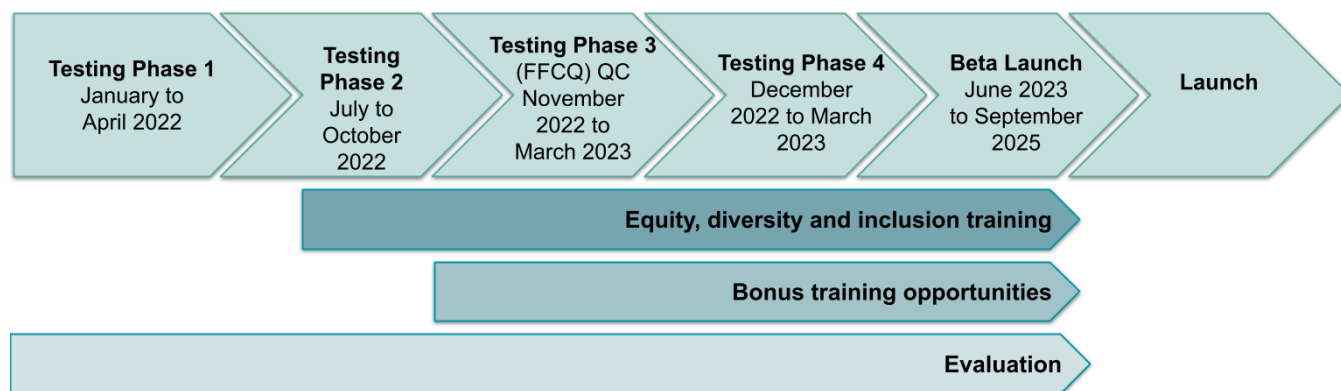 Testing Phase 1
January to
April 2022
Testing
Phase 2
July to
October
2022
Testing Phase 3
(FFCQ) QC
November
2022 to
March 2023
Testing Phase 4
December
2022 to March
2023
Beta Launch
June 2023
to September
2025
Launch
Equity, diversity and inclusion training
Bonus training opportunities
Evaluation